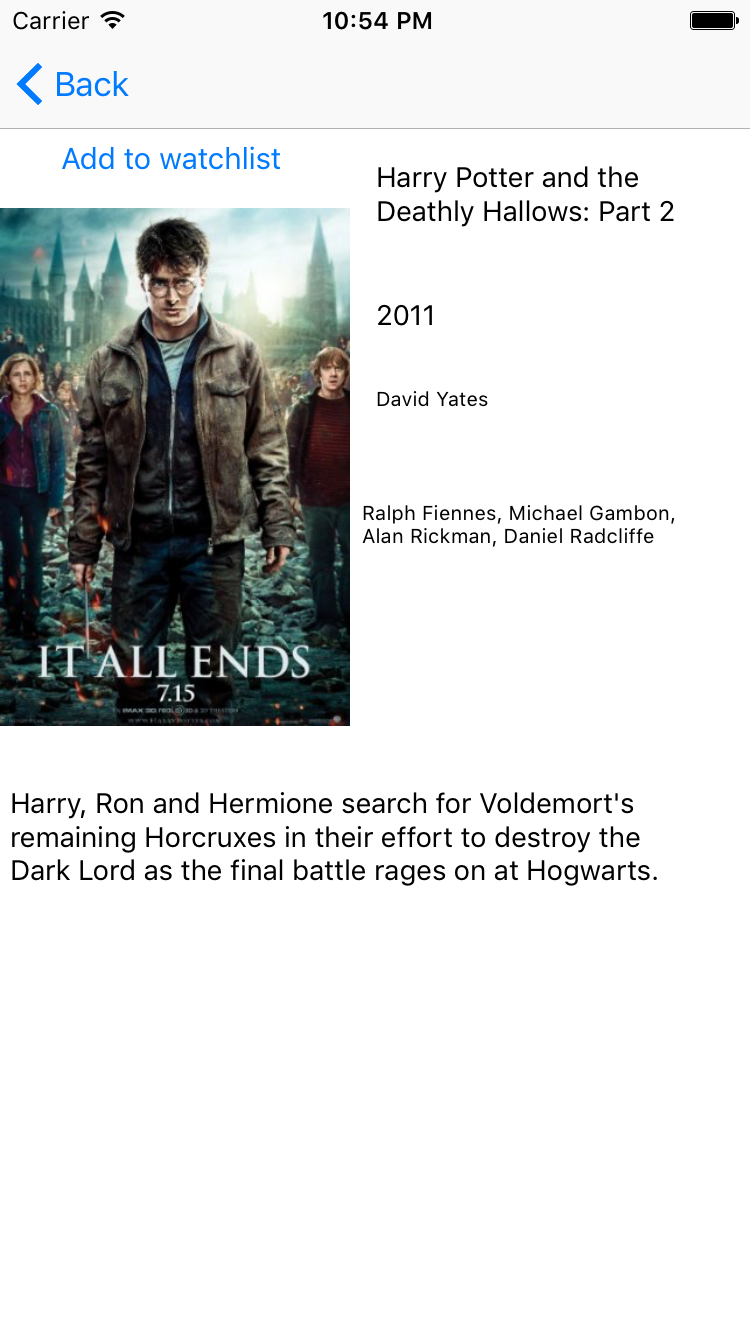 Carrier
10:54 PM
Back
Add to watchlist
Harry Potter and the
Deathly Hallows: Part 2
2011
David Yates
Ralph Fiennes, Michael Gambon,
Alan Rickman, Daniel Radcliffe
IT ALL ENDS
7.15
Harry, Ron and Hermione search for Voldemort's
remaining Horcruxes in their effort to destroy the
Dark Lord as the final battle rages on at Hogwarts.